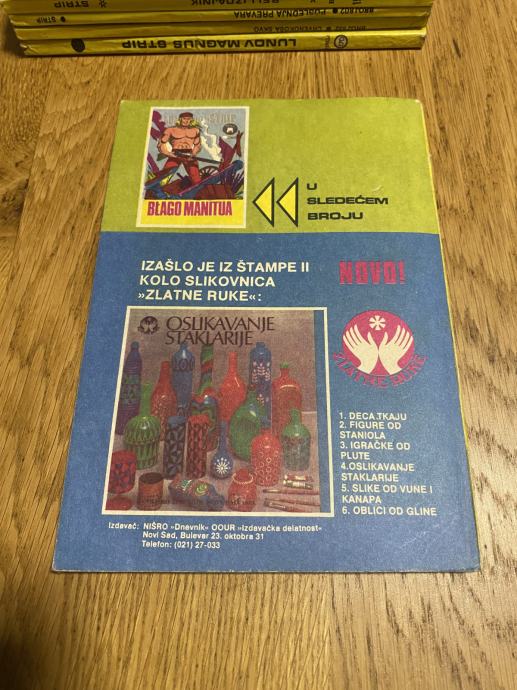 STRIP
LUNOV MAGNUS STRIP
BLAGO MANITUA
U
SLEDEĆEM
BROJU
IZAŠLO JE IZ ŠTAMPE II
KOLO SLIKOVNICA
»ZLATNE RUKE«:
NOVO!
OSLIKAVANJE
STAKLARIJE
ZLATNE RUKE
1. DECA.TKAJU
2. FIGURE OD
STANIOLA
3. IGRAČKE OD
PLUTE
4.OSLIKAVANJE
STAKLARIJE
5. SLIKE OD VUNE I
KANAPA
6. OBLICI OD GLINE
Izdavač: NIŠRO »Dnevnik« OOUR »Izdavačka delatnost«
Novi Sad, Bulevar 23. oktobra 31
Telefon: (021) 27-033